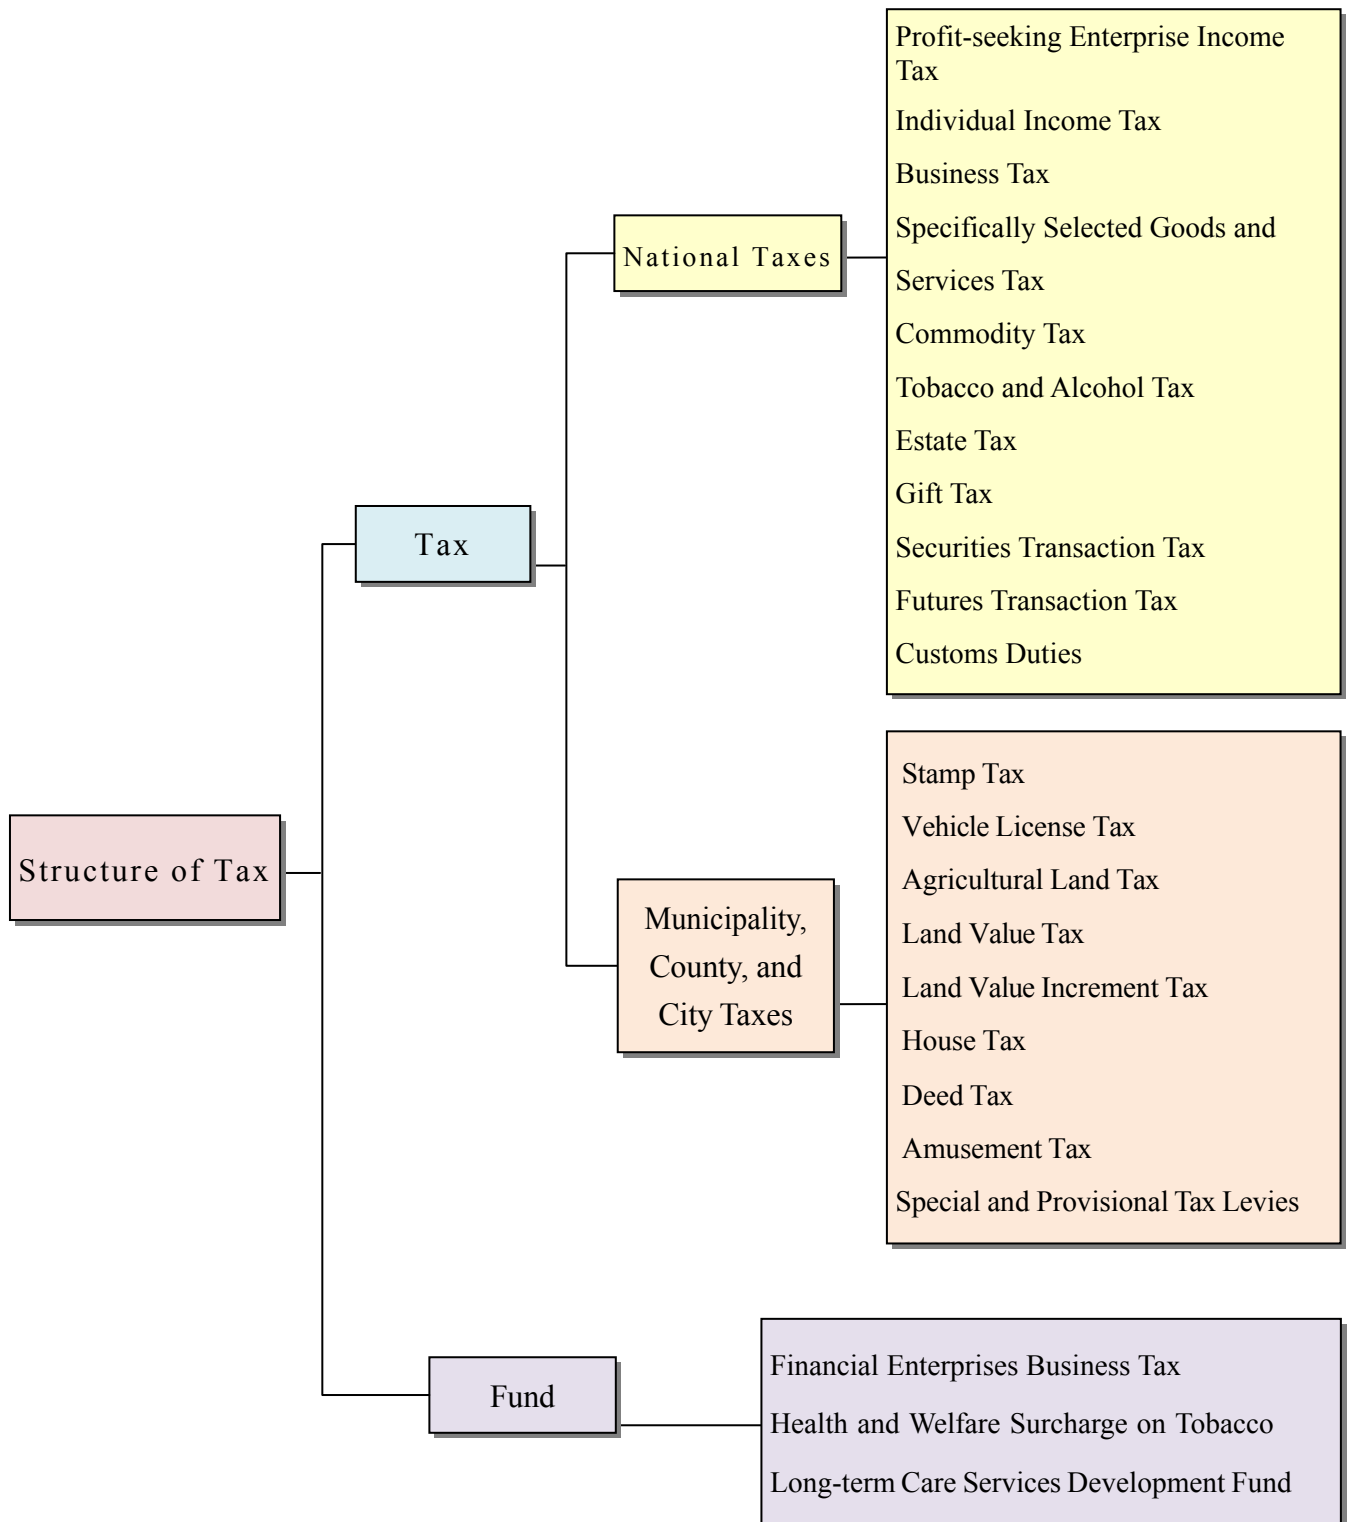 Profit-seeking Enterprise Income
Tax
Individual Income Tax
Business Tax
Specifically Selected Goods and
Services Tax
Commodity Tax
Tobacco and Alcohol Tax
Estate Tax
Gift Tax
Securities Transaction Tax
Futures Transaction Tax
Customs Duties
National Taxes
Tax
Stamp Tax
Vehicle License Tax
Agricultural Land Tax
Land Value Tax
Land Value Increment Tax
House Tax
Deed Tax
Amusement Tax
Special and Provisional Tax Levies
Structure of Tax
Municipality,
County, and
City Taxes
Fund
Financial Enterprises Business Tax
Health and Welfare Surcharge on Tobacco
Long-term Care Services Development Fund